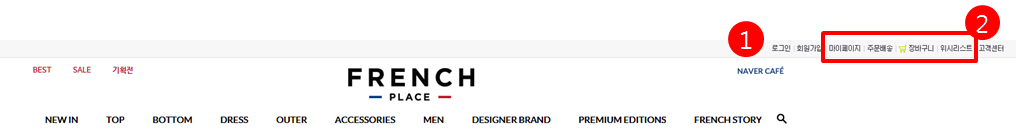 1 2
로그인 | 회원가입 | 마이페이지 | 주문배송 | 장바구니 | 위시리스트 | 고객센터
BEST SALE 기획전 FRENCH PLACE NAVER CAFÉ
NEW IN TOP BOTTOM DRESS OUTER ACCESSORIES MEN DESIGNER BRAND PREMIUM EDITIONS FRENCH STORY